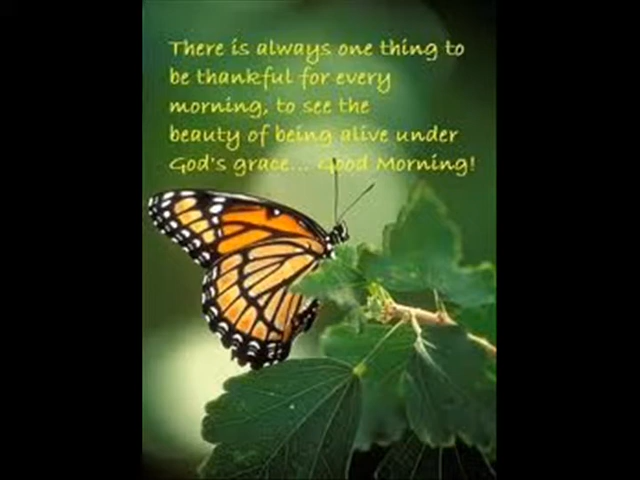 There is always one thing to
be thankful for every
morning, to see the
beauty of being alive under
God's grace... Good Morning!